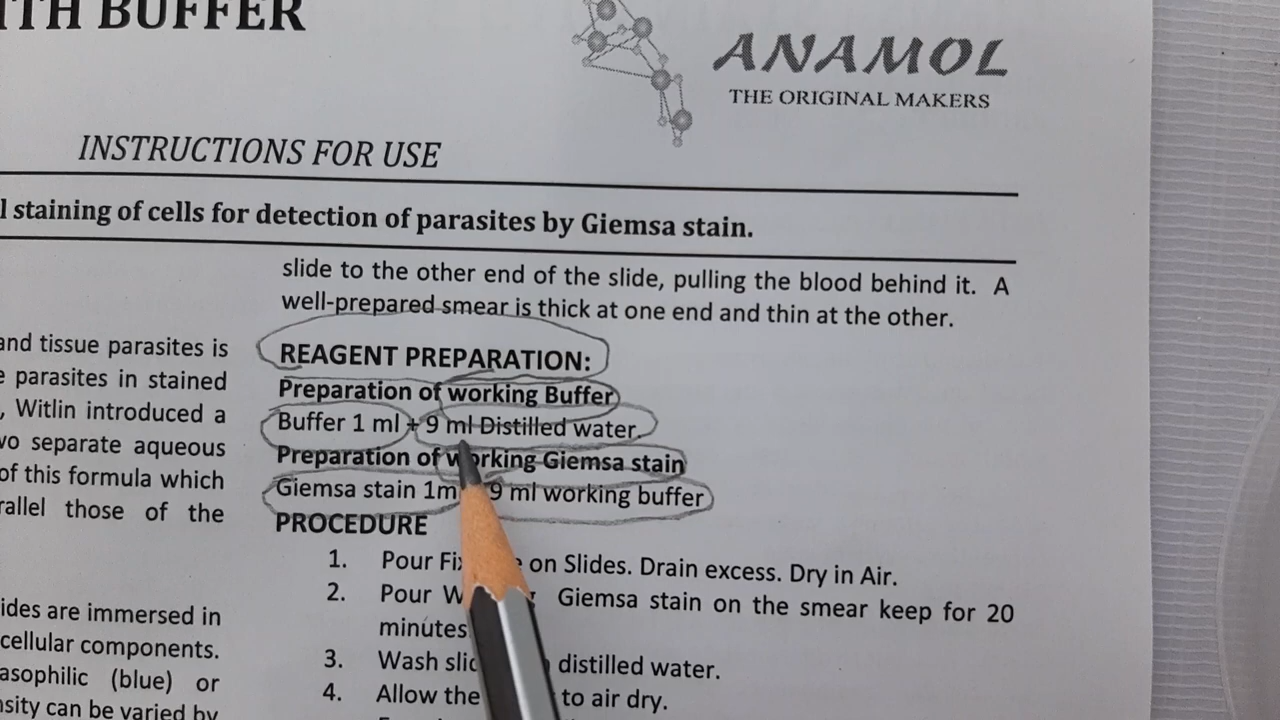 ITH BUFFER
ANAMOL
THE ORIGINAL MAKERS
INSTRUCTIONS FOR USE
l staining of cells for detection of parasites by Giemsa stain.
and tissue parasites is
e parasites in stained
, Witlin introduced a
wo separate aqueous
of this formula which
rallel those of the
ides are immersed in
cellular components.
asophilic (blue) or
nsity can be varied by
slide to the other end of the slide, pulling the blood behind it. A
well-prepared smear is thick at one end and thin at the other.
REAGENT PREPARATION:
Preparation of working Buffer
Buffer 1 ml + 9 ml Distilled water.
Preparation of working Giemsa stain
Giemsa stain 1m 9 ml working buffer
PROCEDURE
1. Pour on Slides. Drain excess. Dry in Air.
2. Pour Giemsa stain on the smear keep for 20
minutes
3. Wash distilled water.
4. Allow the to air dry.